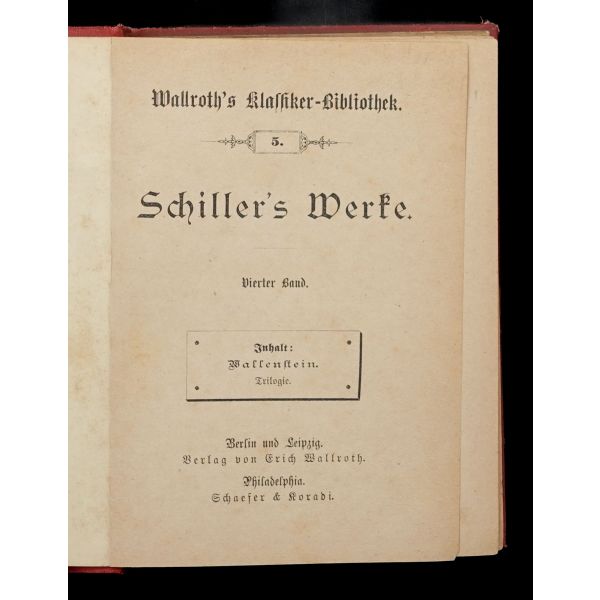 Wallroth's Klassiker-Bibliothek.
5.
Schiller's Werke.
Vierter Band.
Inhalt:
Wallenstein.
Trilogie.
Berlin und Leipzig.
Verlag von Erich Wallroth.
Philadelphia.
Schaefer & Koradi.